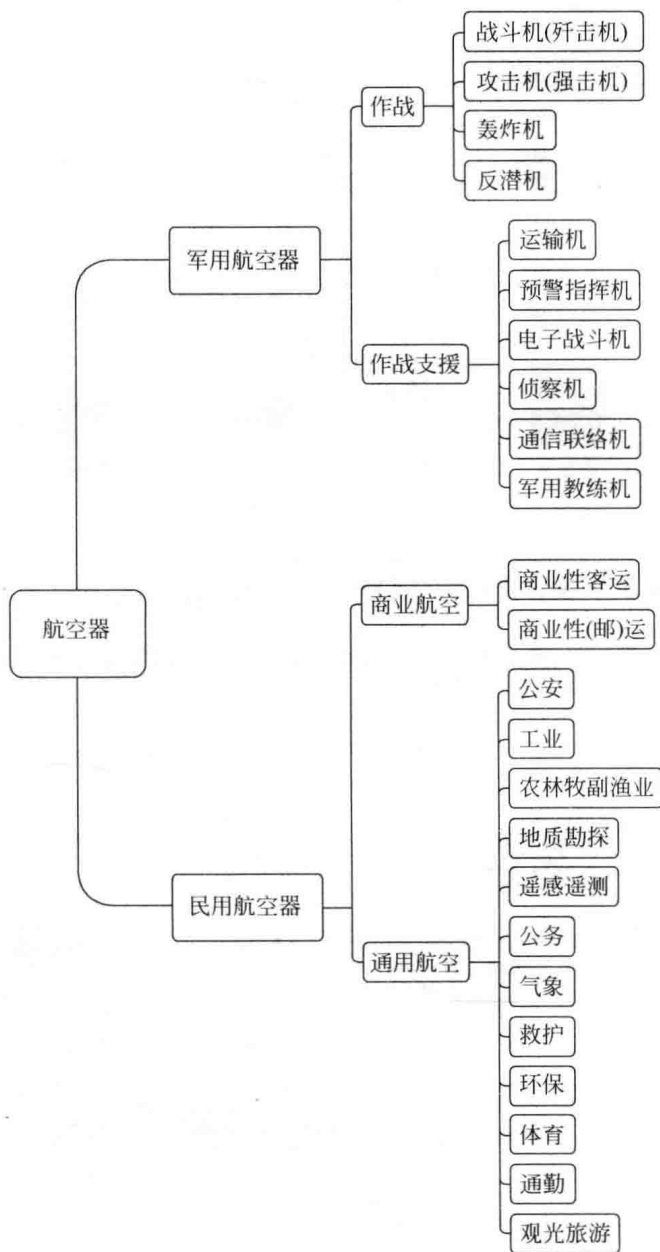 航空器
军用航空器
作战
战斗机(歼击机)
攻击机(强击机)
轰炸机
反潜机
作战支援
运输机
预警指挥机
电子战斗机
侦察机
通信联络机
军用教练机
民用航空器
商业航空
商业性客运
商业性(邮)运
通用航空
公安
工业
农林牧副渔业
地质勘探
遥感遥测
公务
气象
救护
环保
体育
通勤
观光旅游